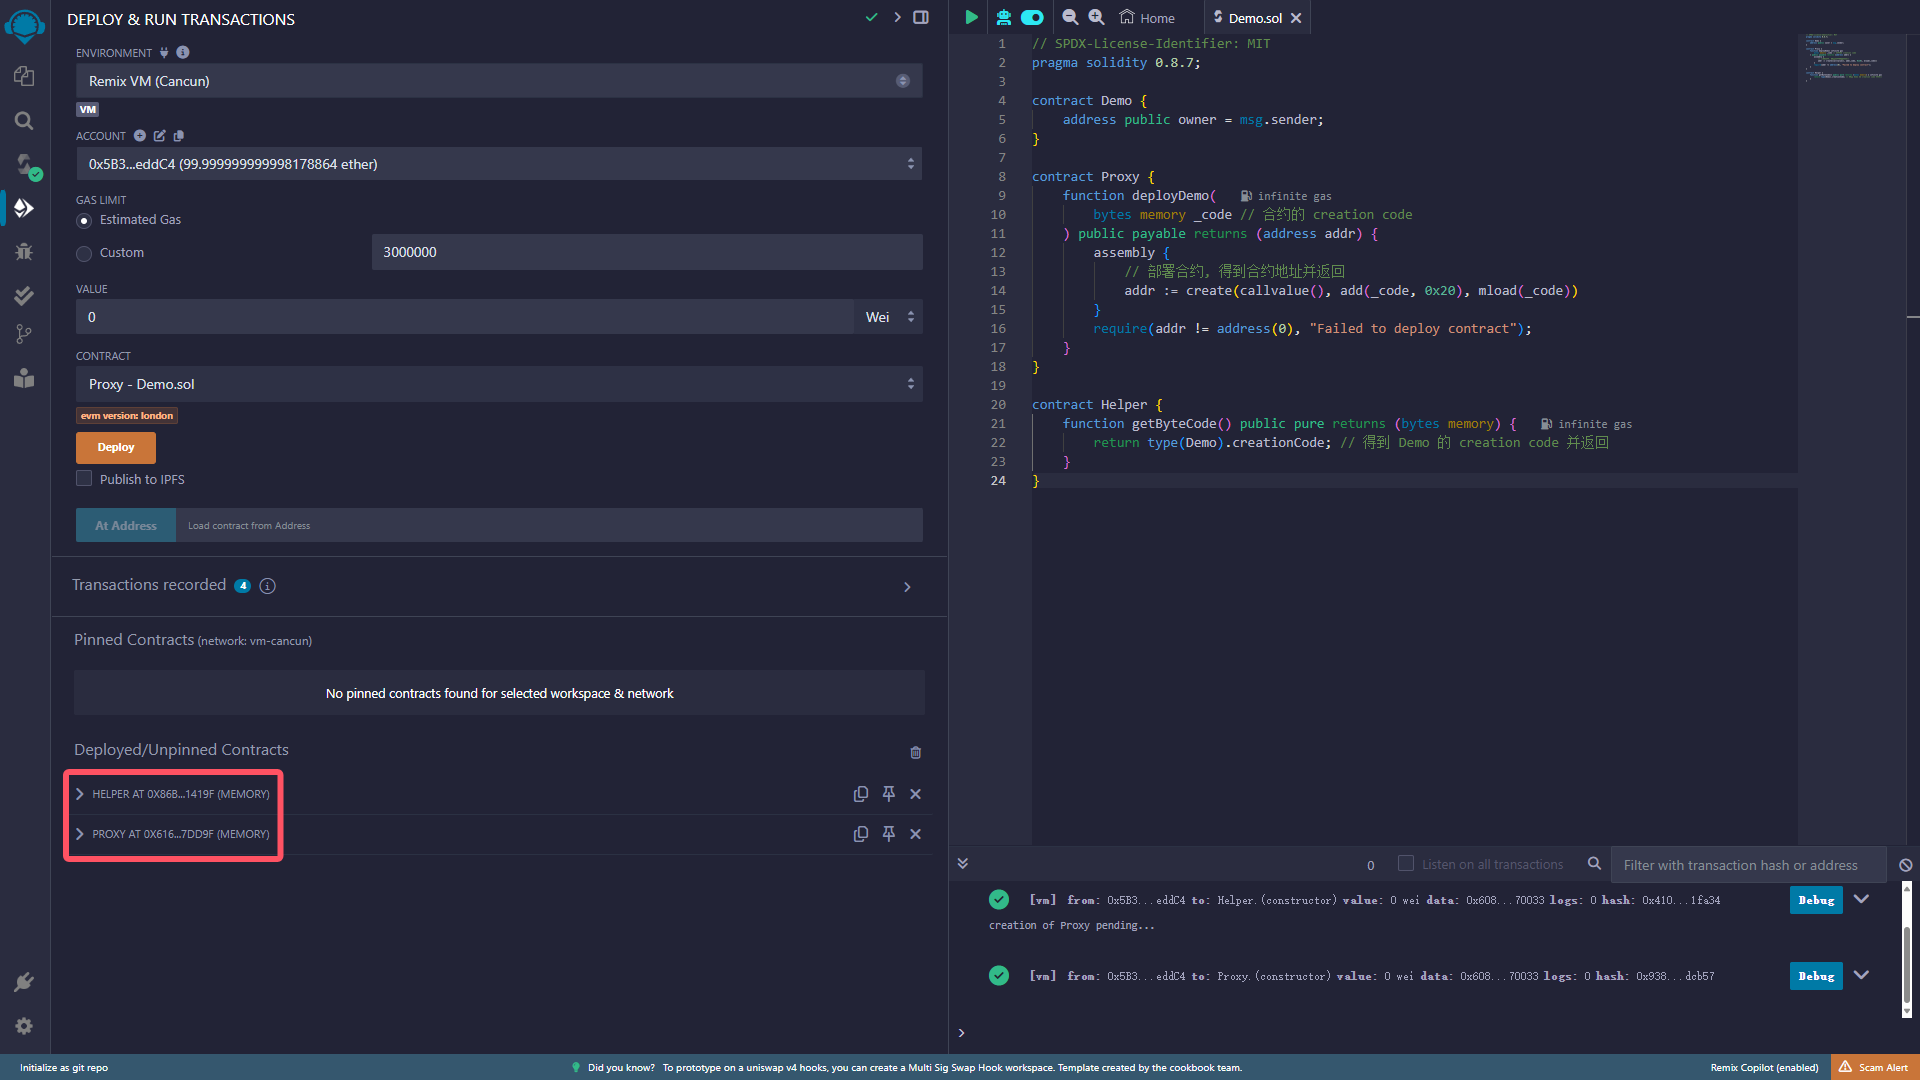 DEPLOY & RUN TRANSACTIONS
ENVIRONMENT
Remix VM (Cancun)
VM
ACCOUNT
0x5B3...eddC4 (99.999999999998178864 ether)
GAS LIMIT
Estimated Gas
Custom
3000000
VALUE
0
Wei
CONTRACT
Proxy - Demo.sol
evm version: london
Deploy
Publish to IPFS
At Address
Load contract from Address
Transactions recorded 4
Pinned Contracts (network: vm-cancun)
No pinned contracts found for selected workspace & network
Deployed/Unpinned Contracts
HELPER AT 0X86B...1419F (MEMORY)
PROXY AT 0X616...7DD9F (MEMORY)
Home
Demo.sol
1 // SPDX-License-Identifier: MIT
2 pragma solidity 0.8.7;
3
4 contract Demo {
5 address public owner = msg.sender;
6 }
7
8 contract Proxy {
9 function deployDemo( infinite gas
10 bytes memory _code // 合约的 creation code
11 ) public payable returns (address addr) {
12 assembly {
13 // 部署合约, 得到合约地址并返回
14 addr := create(callvalue(), add(_code, 0x20), mload(_code))
15 }
16 require(addr != address(0), "Failed to deploy contract");
17 }
18 }
19
20 contract Helper {
21 function getByteCode() public pure returns (bytes memory) { infinite gas
22 return type(Demo).creationCode; // 得到 Demo 的 creation code 并返回
23 }
24 }
0
Listen on all transactions
Filter with transaction hash or address
[vm] from: 0x5B3...eddC4 to: Helper.(constructor) value: 0 wei data: 0x608...70033 logs: 0 hash: 0x410...1fa34
Debug
creation of Proxy pending...
[vm] from: 0x5B3...eddC4 to: Proxy.(constructor) value: 0 wei data: 0x608...70033 logs: 0 hash: 0x938...dcb57
Debug
>
Initialize as git repo
Did you know? To prototype on a uniswap v4 hooks, you can create a Multi Sig Swap Hook workspace. Template created by the cookbook team.
Remix Copilot (enabled)
Scam Alert